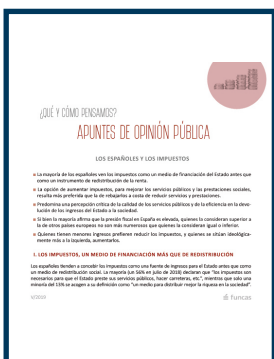 ¿QUÉ Y CÓMO PENSAMOS?
APUNTES DE OPINIÓN PÚBLICA
LOS ESPAÑOLES Y LOS IMPUESTOS
■ La mayoría de los españoles ven los impuestos como un medio de financiación del Estado antes que
como un instrumento de redistribución de la renta.
■ La opción de aumentar impuestos, para mejorar los servicios públicos y las prestaciones sociales,
resulta más preferida que la de rebajarlos a costa de reducir servicios y prestaciones.
■ Predomina una percepción crítica de la calidad de los servicios públicos y de la eficiencia en la devo-
lución de los ingresos del Estado a la sociedad.
■ Si bien la mayoría afirma que la presión fiscal en España es elevada, quienes la consideran superior a
la de otros países europeos no son más numerosos que quienes la consideran igual o inferior.
■ Quienes tienen menores ingresos prefieren reducir los impuestos, y quienes se sitúan ideológica-
mente más a la izquierda, aumentarlos.
I. LOS IMPUESTOS, UN MEDIO DE FINANCIACIÓN MÁS QUE DE REDISTRIBUCIÓN
Los españoles tienden a concebir los impuestos como una fuente de ingresos para el Estado antes que como
un medio de redistribución social. La mayoría (un 56% en julio de 2018) declaran que "los impuestos son
necesarios para que el Estado preste sus servicios públicos, hacer carreteras, etc.", mientras que solo una
minoría del 13% se acogen a su definición como "un medio para distribuir mejor la riqueza en la sociedad".
V/2019
funcas